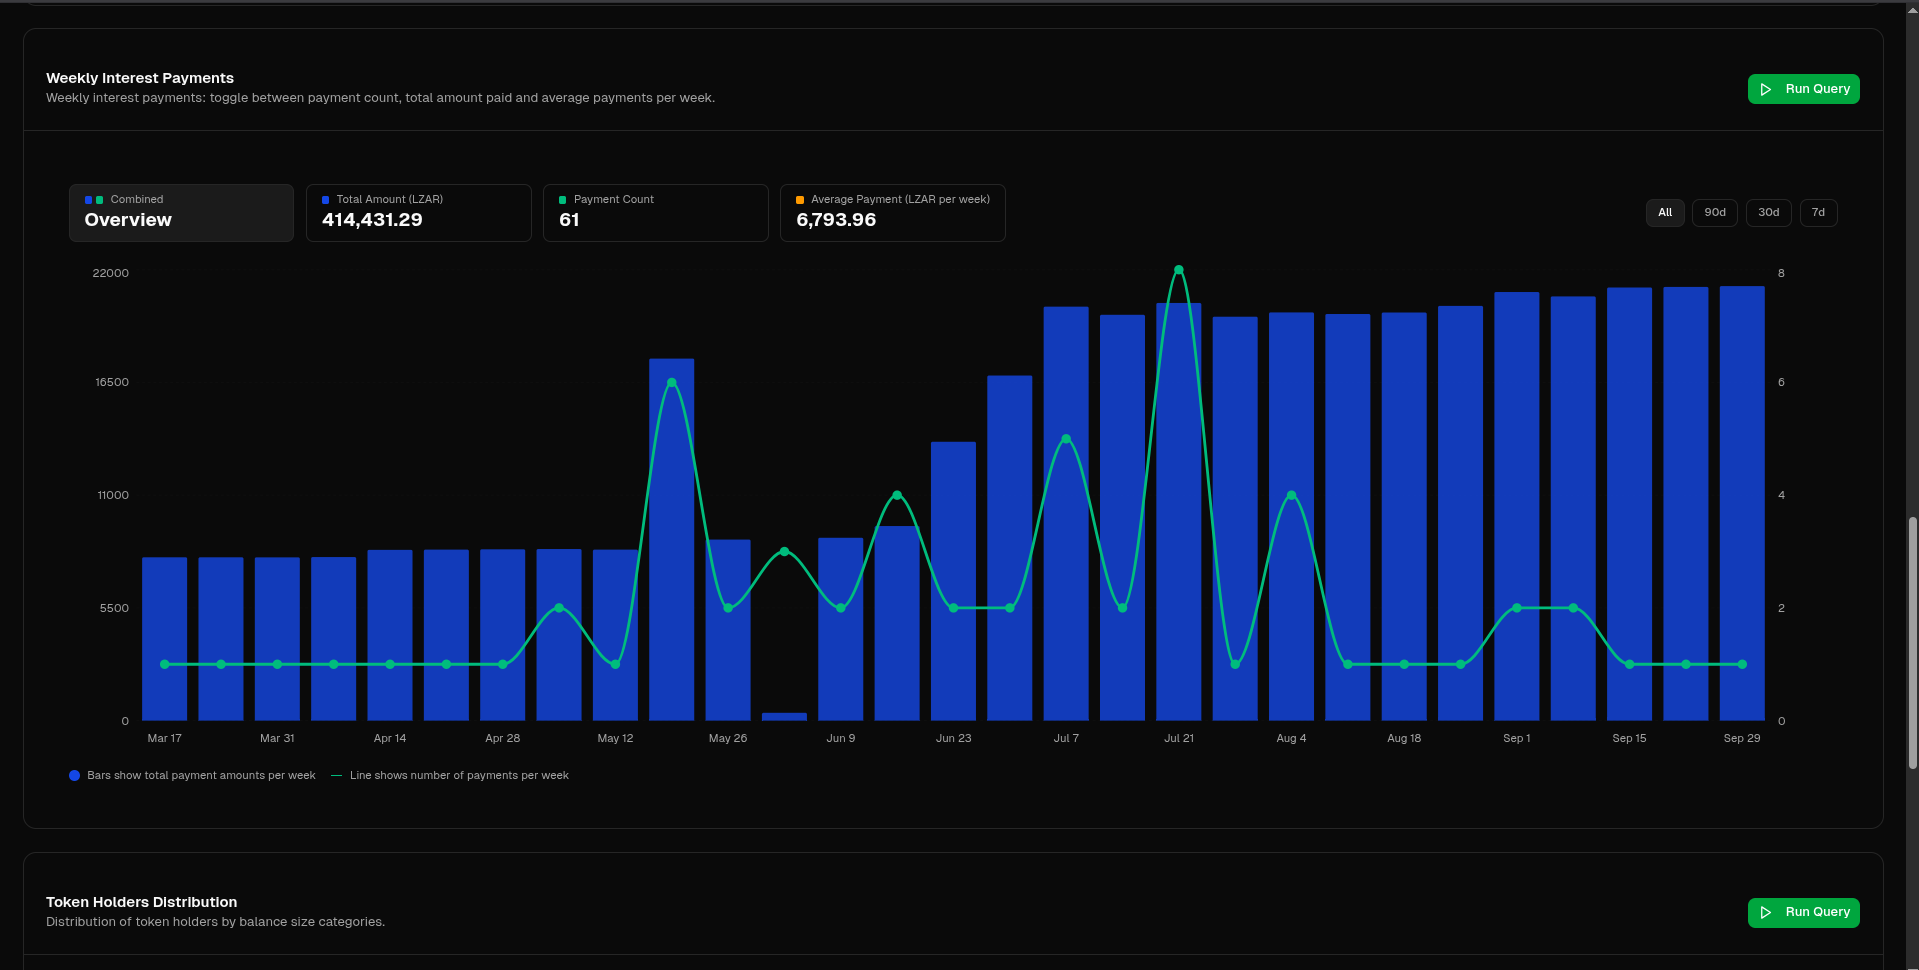 Weekly Interest Payments
Weekly interest payments: toggle between payment count, total amount paid and average payments per week.
Run Query
Combined
Overview
Total Amount (LZAR)
414,431.29
Payment Count
61
Average Payment (LZAR per week)
6,793.96
All
90d
30d
7d
22000
16500
11000
5500
0
8
6
4
2
0
Mar 17
Mar 31
Apr 14
Apr 28
May 12
May 26
Jun 9
Jun 23
Jul 7
Jul 21
Aug 4
Aug 18
Sep 1
Sep 15
Sep 29
Bars show total payment amounts per week
Line shows number of payments per week
Token Holders Distribution
Distribution of token holders by balance size categories.
Run Query